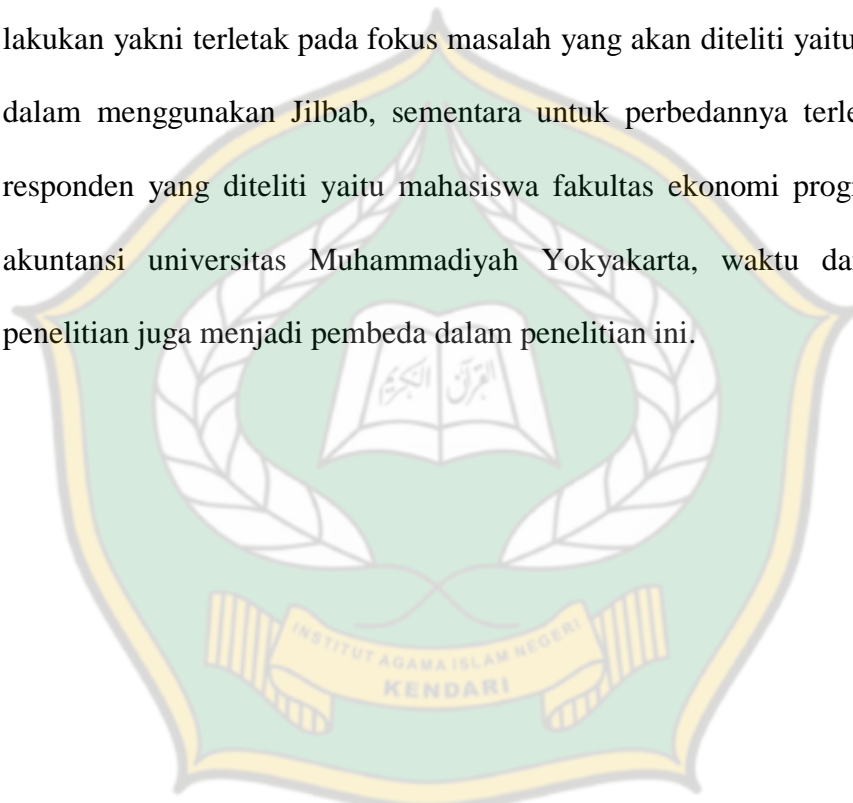 lakukan yakni terletak pada fokus masalah yang akan diteliti yaitu
dalam menggunakan Jilbab, sementara untuk perbedannya terle
responden yang diteliti yaitu mahasiswa fakultas ekonomi prog
akuntansi universitas Muhammadiyah Yokyakarta, waktu da
penelitian juga menjadi pembeda dalam penelitian ini.
القرآن الكريم
INSTITUT AGAMA ISLAM NEGERI
KENDARI